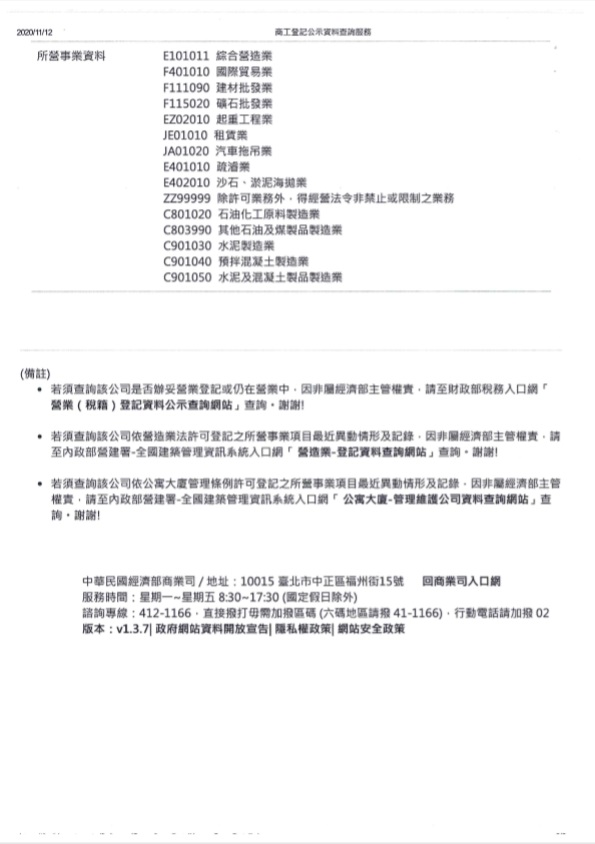 2020/11/12
商工登記公示資料查詢服務
所營事業資料
E101011 綜合營造業
F401010 國際貿易業
F111090 建材批發業
F115020 礦石批發業
EZ02010 起重工程業
JE01010 租賃業
JA01020 汽車拖吊業
E401010 疏濬業
E402010 沙石、淤泥海拋業
ZZ99999 除許可業務外，得經營法令非禁止或限制之業務
C801020 石油化工原料製造業
C803990 其他石油及煤製品製造業
C901030 水泥製造業
C901040 預拌混凝土製造業
C901050 水泥及混凝土製品製造業
(備註)
• 若須查詢該公司是否辦妥營業登記或仍在營業中，因非屬經濟部主管權責，請至財政部稅務入口網「
營業（稅籍）登記資料公示查詢網站」查詢。謝謝!
• 若須查詢該公司依營造業法許可登記之所營事業項目最近異動情形及記錄，因非屬經濟部主管權責，請
至內政部營建署-全國建築管理資訊系統入口網「 營造業-登記資料查詢網站」查詢。謝謝!
• 若須查詢該公司依公寓大廈管理條例許可登記之所營事業項目最近異動情形及記錄，因非屬經濟部主管
權責，請至內政部營建署-全國建築管理資訊系統入口網「 公寓大廈-管理維護公司資料查詢網站」查
詢。謝謝!
中華民國經濟部商業司 / 地址：10015 臺北市中正區福州街15號 回商業司入口網
服務時間：星期一~星期五 8:30~17:30 (國定假日除外)
諮詢專線：412-1166，直接撥打毋需加撥區碼 (六碼地區請撥 41-1166)，行動電話請加撥 02
版本：v1.3.7| 政府網站資料開放宣告| 隱私權政策| 網站安全政策